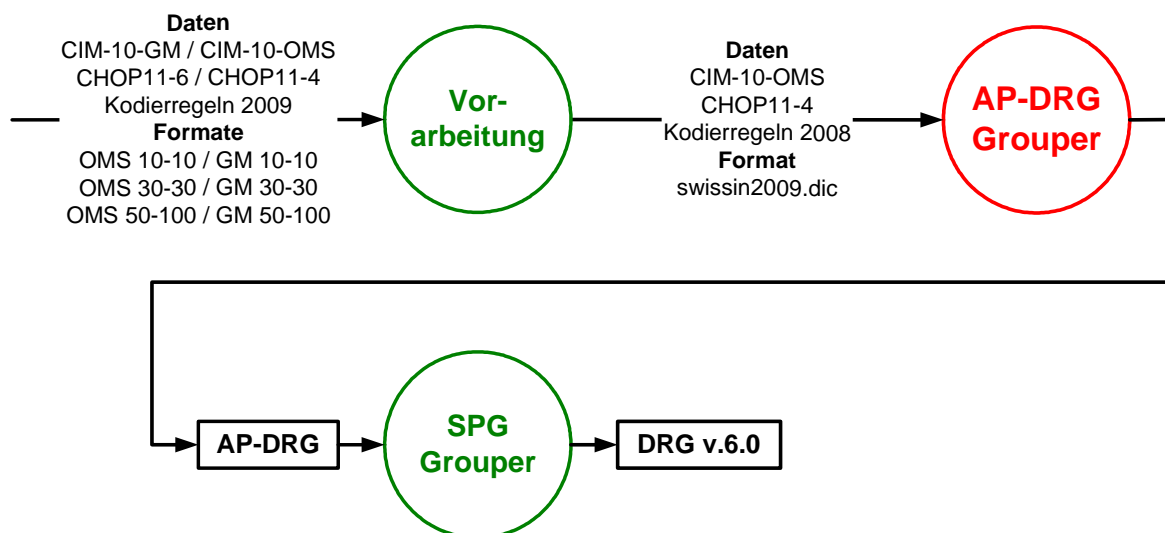 Daten
CIM-10-GM / CIM-10-OMS
CHOP11-6 / CHOP11-4
Kodierregeln 2009
Formate
OMS 10-10 / GM 10-10
OMS 30-30 / GM 30-30
OMS 50-100 / GM 50-100
Vor-
arbeitung
Daten
CIM-10-OMS
CHOP11-4
Kodierregeln 2008
Format
swissin2009.dic
AP-DRG
Grouper
AP-DRG
SPG
Grouper
DRG v.6.0